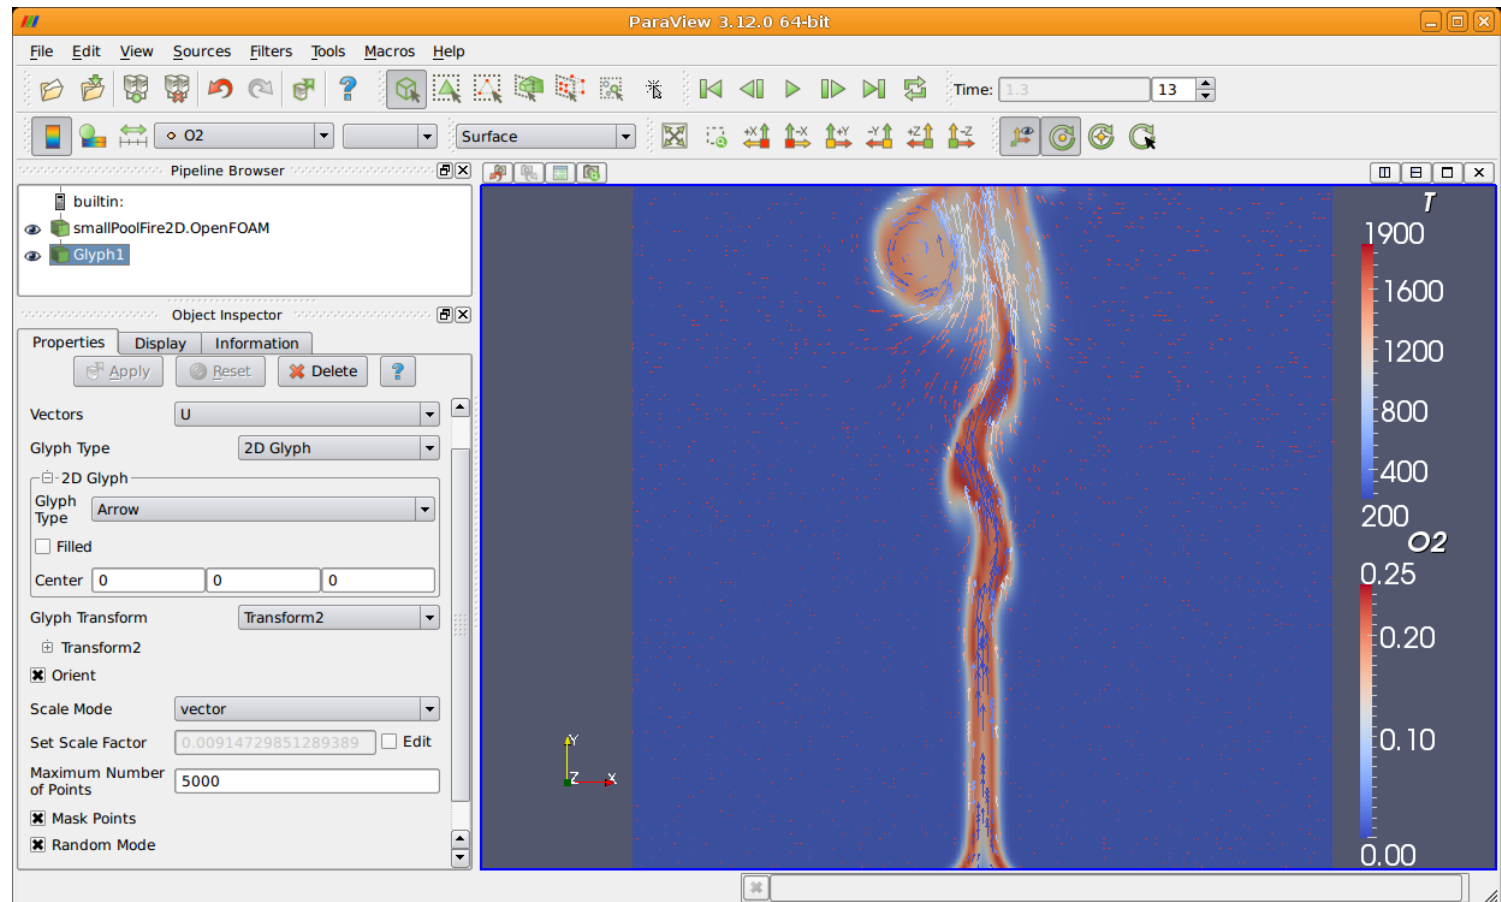 ParaView 3.12.0 64-bit
File Edit View Sources Filters Tools Macros Help
? Time: 1.3 13
O2 Surface +X -X +Y -Y +Z -Z
Pipeline Browser
builtin:
smallPoolFire2D.OpenFOAM
Glyph1
Object Inspector
Properties Display Information
Apply Reset Delete ?
Vectors U
Glyph Type 2D Glyph
2D Glyph
Glyph Type Arrow
Filled
Center 0 0 0
Glyph Transform Transform2
Transform2
Orient
Scale Mode vector
Set Scale Factor 0.00914729851289389 Edit
Maximum Number of Points 5000
Mask Points
Random Mode
Y
Z X
T
1900
1600
1200
800
400
200
O2
0.25
0.20
0.10
0.00